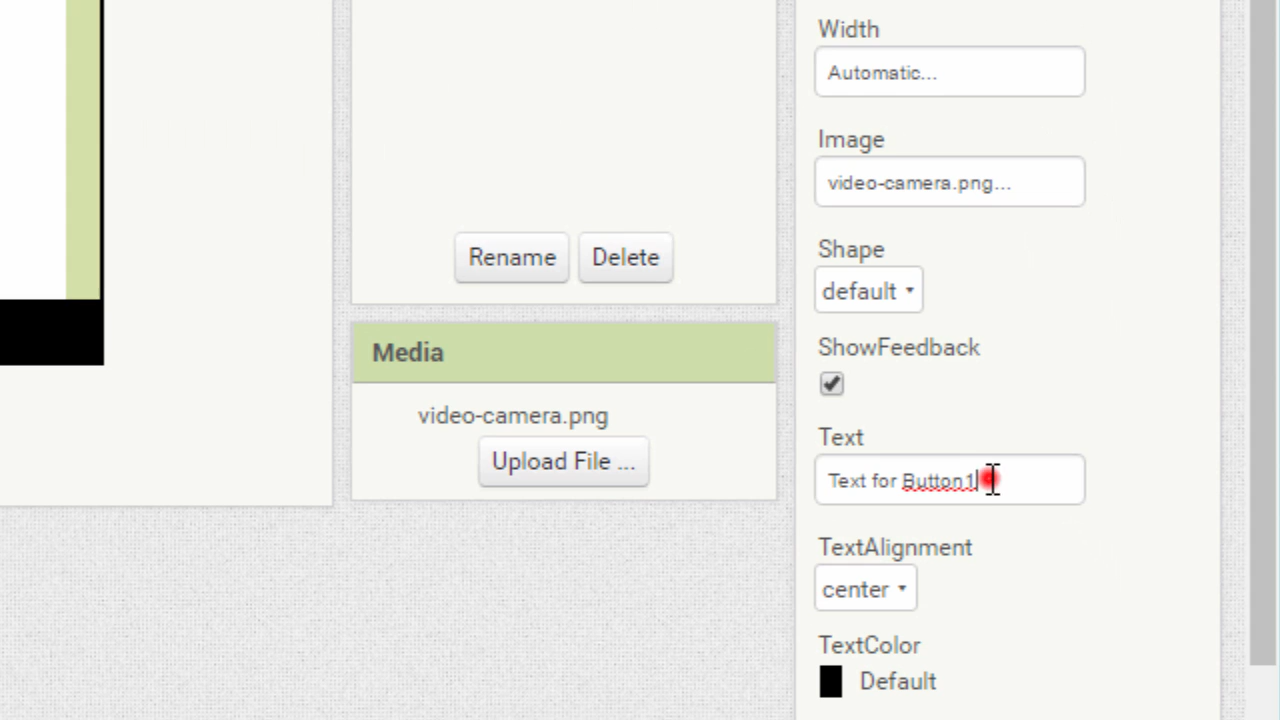 Width
Automatic...
Image
video-camera.png...
Shape
default
ShowFeedback
Text
Text for Button1
TextAlignment
center
TextColor
Default
Rename Delete
Media
video-camera.png
Upload File ...